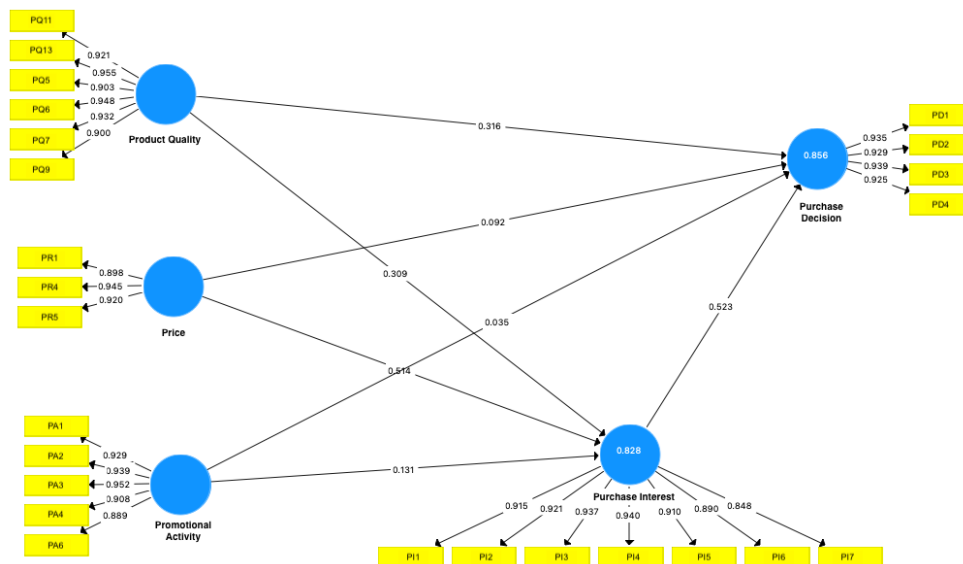 PQ11
PQ13
PQ5
PQ6
PQ7
PQ9
0.921
0.955
0.903
0.948
0.932
0.900
Product Quality
0.316
0.309
PR1
PR4
PR5
0.898
0.945
0.920
Price
0.092
0.514
PA1
PA2
PA3
PA4
PA6
0.929
0.939
0.952
0.908
0.889
Promotional
Activity
0.035
0.131
0.856
Purchase
Decision
0.935
0.929
0.939
0.925
PD1
PD2
PD3
PD4
0.523
0.828
Purchase Interest
0.915
0.921
0.937
0.940
0.910
0.890
0.848
PI1
PI2
PI3
PI4
PI5
PI6
PI7